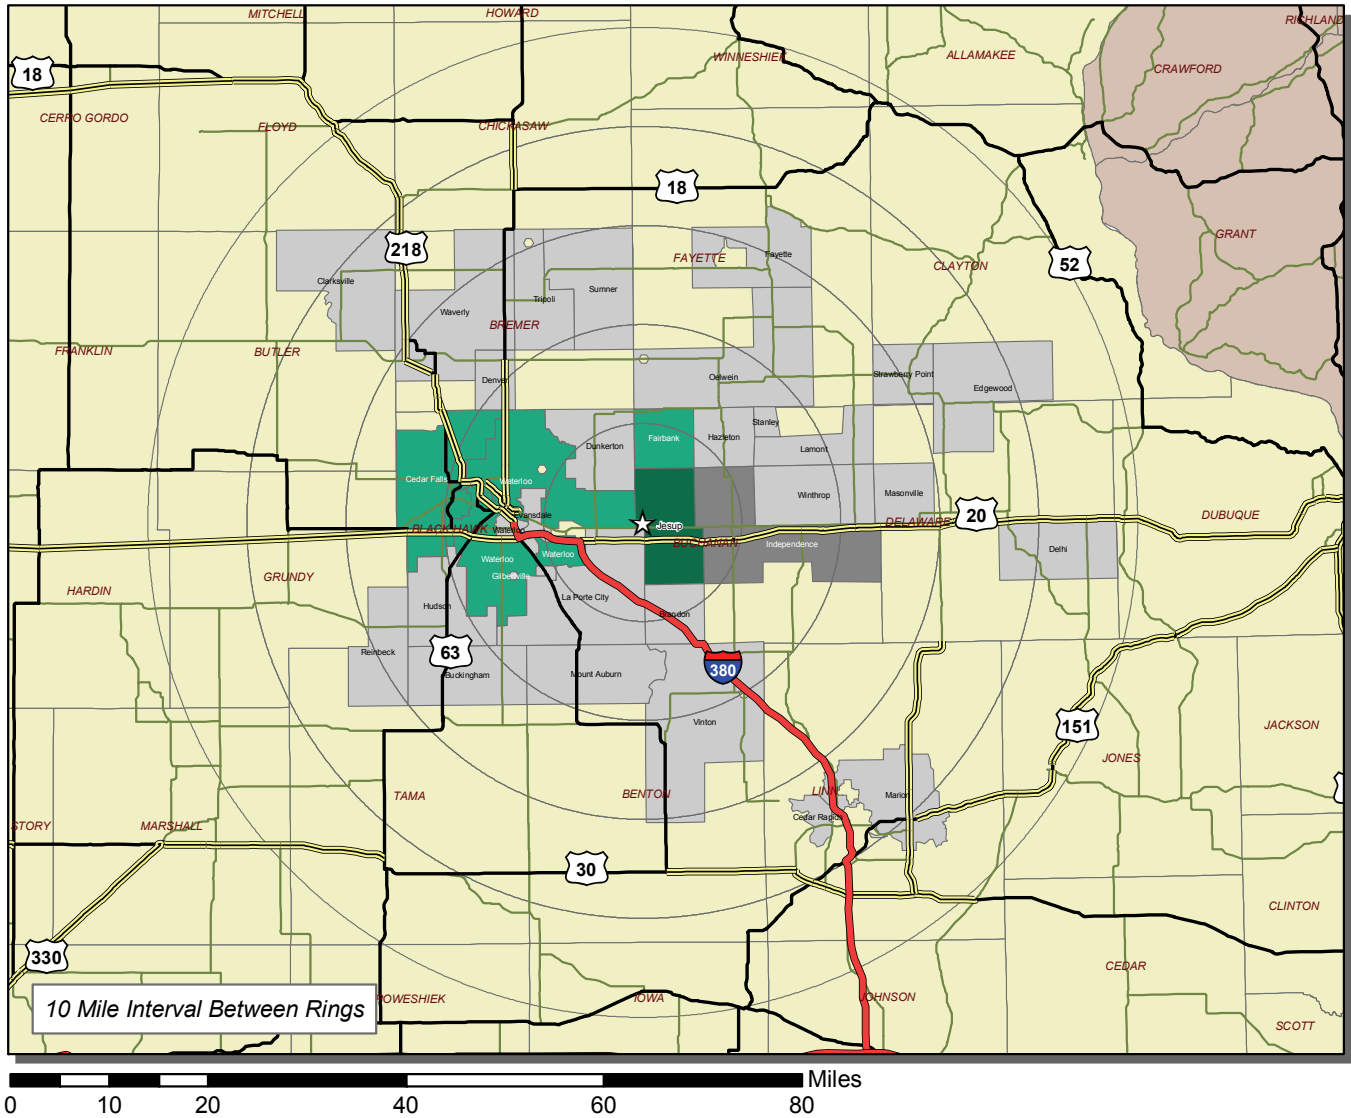 MITCHELL
HOWARD
RICHLAND
WINNESHIEK
ALLAMAKEE
CRAWFORD
18
CERRO GORDO
FLOYD
CHICKASAW
18
218
GRANT
FAYETTE
Fayette
CLAYTON
52
Clarksville
Sumner
Tripoli
Waverly
BREMER
FRANKLIN
BUTLER
Denver
Oelwein
Strawberry Point
Edgewood
Stanley
Fairbank
Hazleton
Dunkerton
Lamont
Cedar Falls
Waterloo
Winthrop
Masonville
Evansdale
20
DUBUQUE
BLACK HAWK
Waterloo
Jesup
DELAWARE
BUCHANAN
Independence
Delhi
Waterloo
Waterloo
GRUNDY
Gilbertville
HARDIN
La Porte City
Hudson
Brandon
Reinbeck
63
380
Buckingham
Mount Auburn
Vinton
151
JACKSON
JONES
TAMA
BENTON
LINN
Marion
Cedar Rapids
STORY
MARSHALL
30
CLINTON
330
CEDAR
POWESHIEK
IOWA
JOHNSON
10 Mile Interval Between Rings
SCOTT
Miles
0 10 20 40 60 80